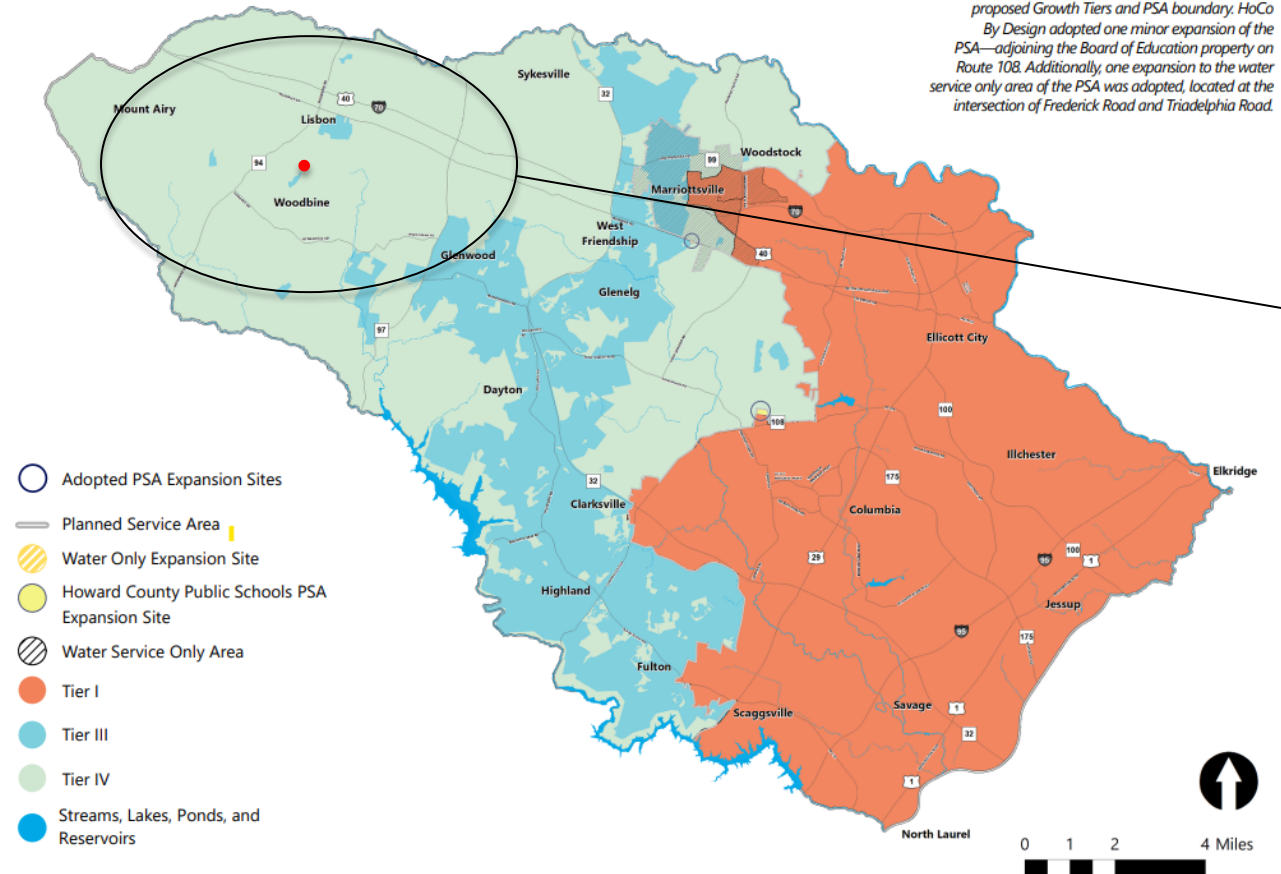 proposed Growth Tiers and PSA boundary. HoCo
By Design adopted one minor expansion of the
PSA—adjoining the Board of Education property on
Route 108. Additionally, one expansion to the water
service only area of the PSA was adopted, located at the
intersection of Frederick Road and Triadelphia Road.
Sykesville
32
Mount Airy
40
70
Lisbon
99
Woodstock
94
Marriottsville
Woodbine
70
West
Friendship
40
Glenwood
Glenelg
97
Ellicott City
Dayton
100
108
Illchester
Elkridge
32
175
Clarksville
Columbia
29
100
95
1
Highland
Jessup
95
175
Fulton
Savage
1
Scaggsville
32
1
North Laurel
Adopted PSA Expansion Sites
Planned Service Area
Water Only Expansion Site
Howard County Public Schools PSA
Expansion Site
Water Service Only Area
Tier I
Tier III
Tier IV
Streams, Lakes, Ponds, and
Reservoirs
0 1 2 4 Miles